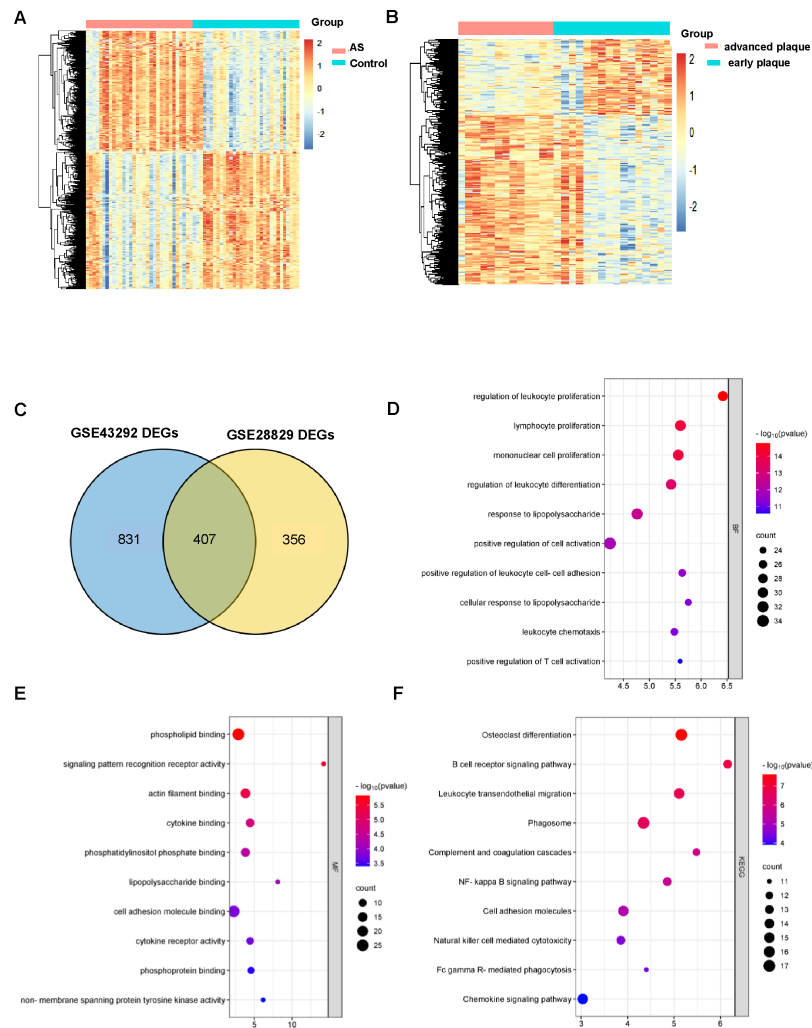 A
Group
AS
Control
2
1
0
-1
-2
B
Group
advanced plaque
early plaque
2
1
0
-1
-2
C
GSE43292 DEGs
GSE28829 DEGs
831
407
356
D
regulation of leukocyte proliferation
lymphocyte proliferation
mononuclear cell proliferation
regulation of leukocyte differentiation
response to lipopolysaccharide
positive regulation of cell activation
positive regulation of leukocyte cell- cell adhesion
cellular response to lipopolysaccharide
leukocyte chemotaxis
positive regulation of T cell activation
4.5 5.0 5.5 6.0 6.5
BF
- log10(pvalue)
14
13
12
11
count
24
26
28
30
32
34
E
phospholipid binding
signaling pattern recognition receptor activity
actin filament binding
cytokine binding
phosphatidylinositol phosphate binding
lipopolysaccharide binding
cell adhesion molecule binding
cytokine receptor activity
phosphoprotein binding
non- membrane spanning protein tyrosine kinase activity
5 10
MF
- log10(pvalue)
5.5
5.0
4.5
4.0
3.5
count
10
15
20
25
F
Osteoclast differentiation
B cell receptor signaling pathway
Leukocyte transendothelial migration
Phagosome
Complement and coagulation cascades
NF- kappa B signaling pathway
Cell adhesion molecules
Natural killer cell mediated cytotoxicity
Fc gamma R- mediated phagocytosis
Chemokine signaling pathway
3 4 5 6
KEGG
- log10(pvalue)
7
6
5
4
count
11
12
13
14
15
16
17